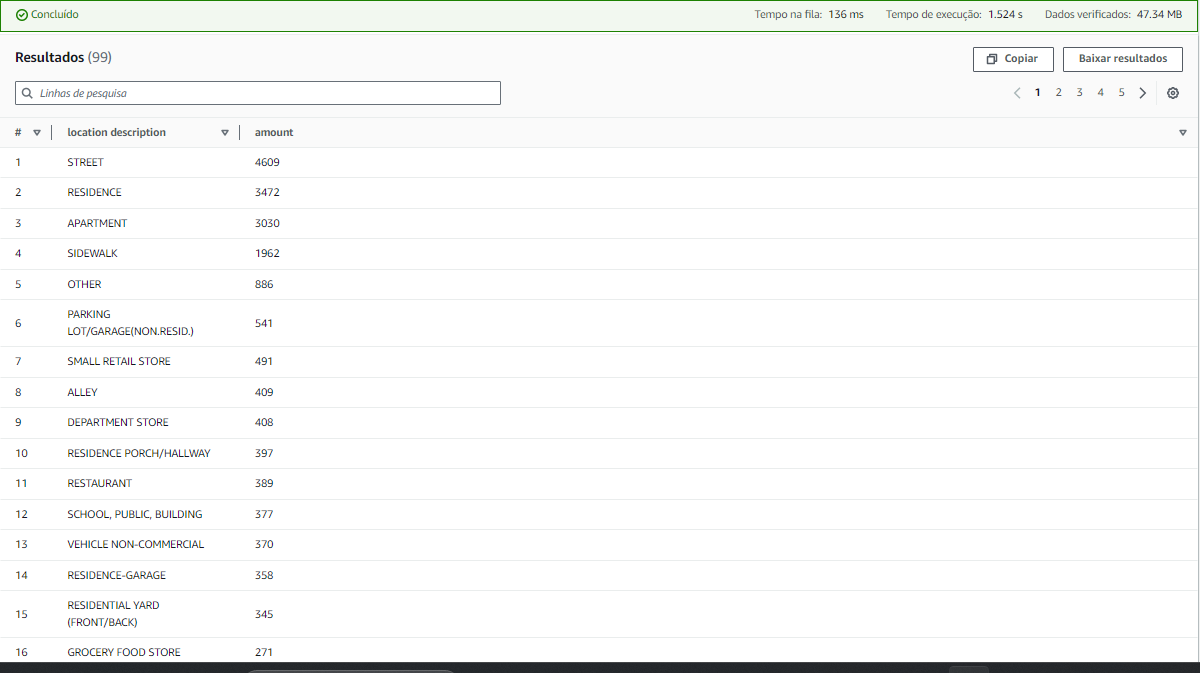 Concluído Tempo na fila: 136 ms Tempo de execução: 1.524 s Dados verificados: 47.34 MB
Resultados (99) Copiar Baixar resultados
Linhas de pesquisa 1 2 3 4 5
# location description amount
1 STREET 4609
2 RESIDENCE 3472
3 APARTMENT 3030
4 SIDEWALK 1962
5 OTHER 886
6 PARKING LOT/GARAGE(NON.RESID.) 541
7 SMALL RETAIL STORE 491
8 ALLEY 409
9 DEPARTMENT STORE 408
10 RESIDENCE PORCH/HALLWAY 397
11 RESTAURANT 389
12 SCHOOL, PUBLIC, BUILDING 377
13 VEHICLE NON-COMMERCIAL 370
14 RESIDENCE-GARAGE 358
15 RESIDENTIAL YARD (FRONT/BACK) 345
16 GROCERY FOOD STORE 271